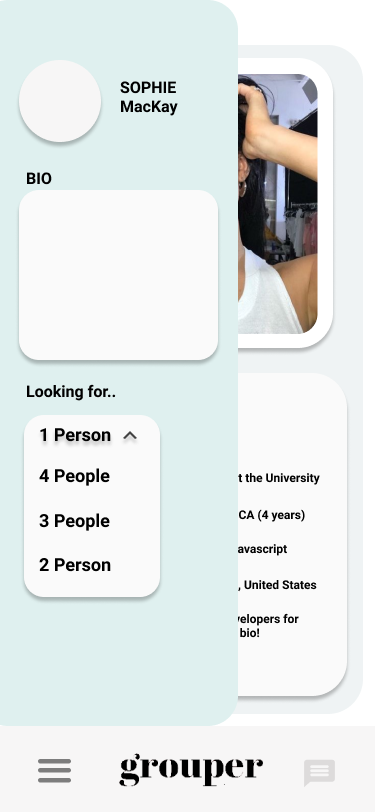 SOPHIE
MacKay
BIO
Looking for..
1 Person
4 People
3 People
2 Person
t the University
CA (4 years)
avascript
, United States
velopers for
bio!
grouper